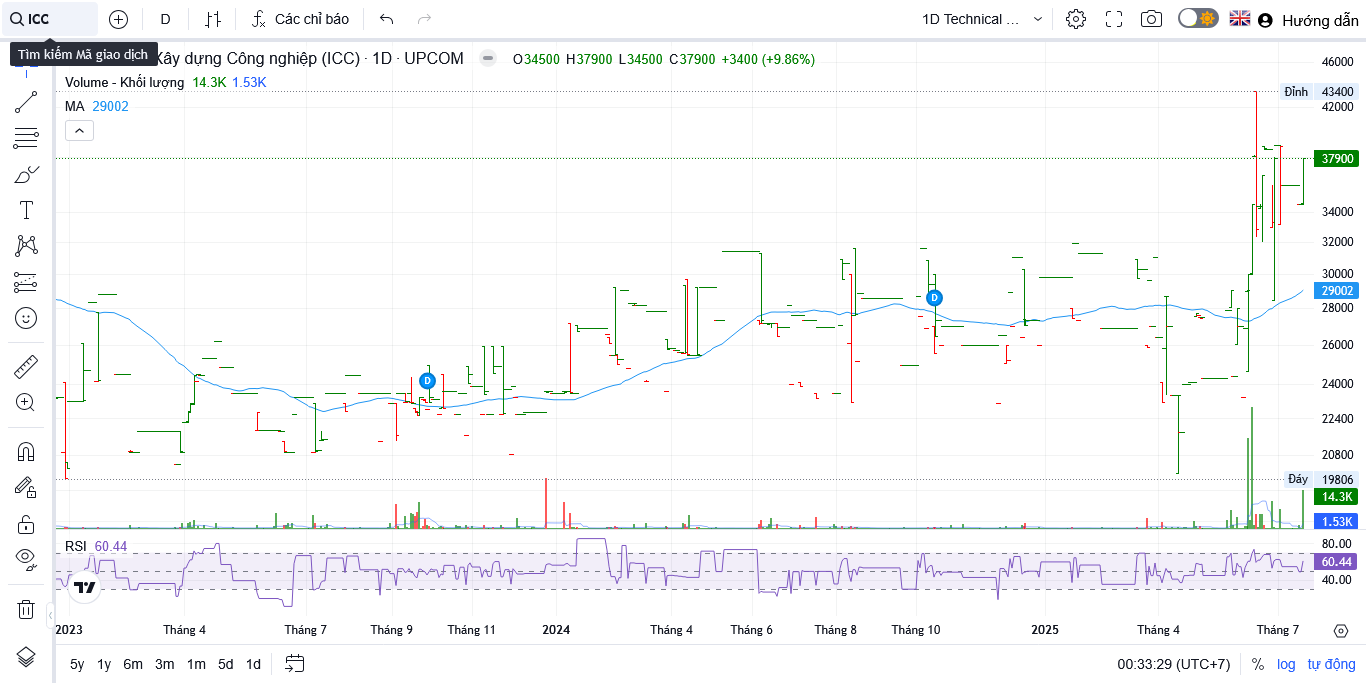 ICC
D
Các chỉ báo
1D Technical ...
Hướng dẫn
Tìm kiếm Mã giao dịch
Xây dựng Công nghiệp (ICC) · 1D · UPCOM
O34500 H37900 L34500 C37900 +3400 (+9.86%)
Volume - Khối lượng 14.3K 1.53K
MA 29002
46000
Đỉnh 43400
42000
37900
34000
32000
30000
29002
28000
26000
24000
22400
20800
Đáy 19806
14.3K
1.53K
D
D
RSI 60.44
80.00
60.44
40.00
2023 Tháng 4 Tháng 7 Tháng 9 Tháng 11 2024 Tháng 4 Tháng 6 Tháng 8 Tháng 10 2025 Tháng 4 Tháng 7
5y 1y 6m 3m 1m 5d 1d
00:33:29 (UTC+7) % log tự động